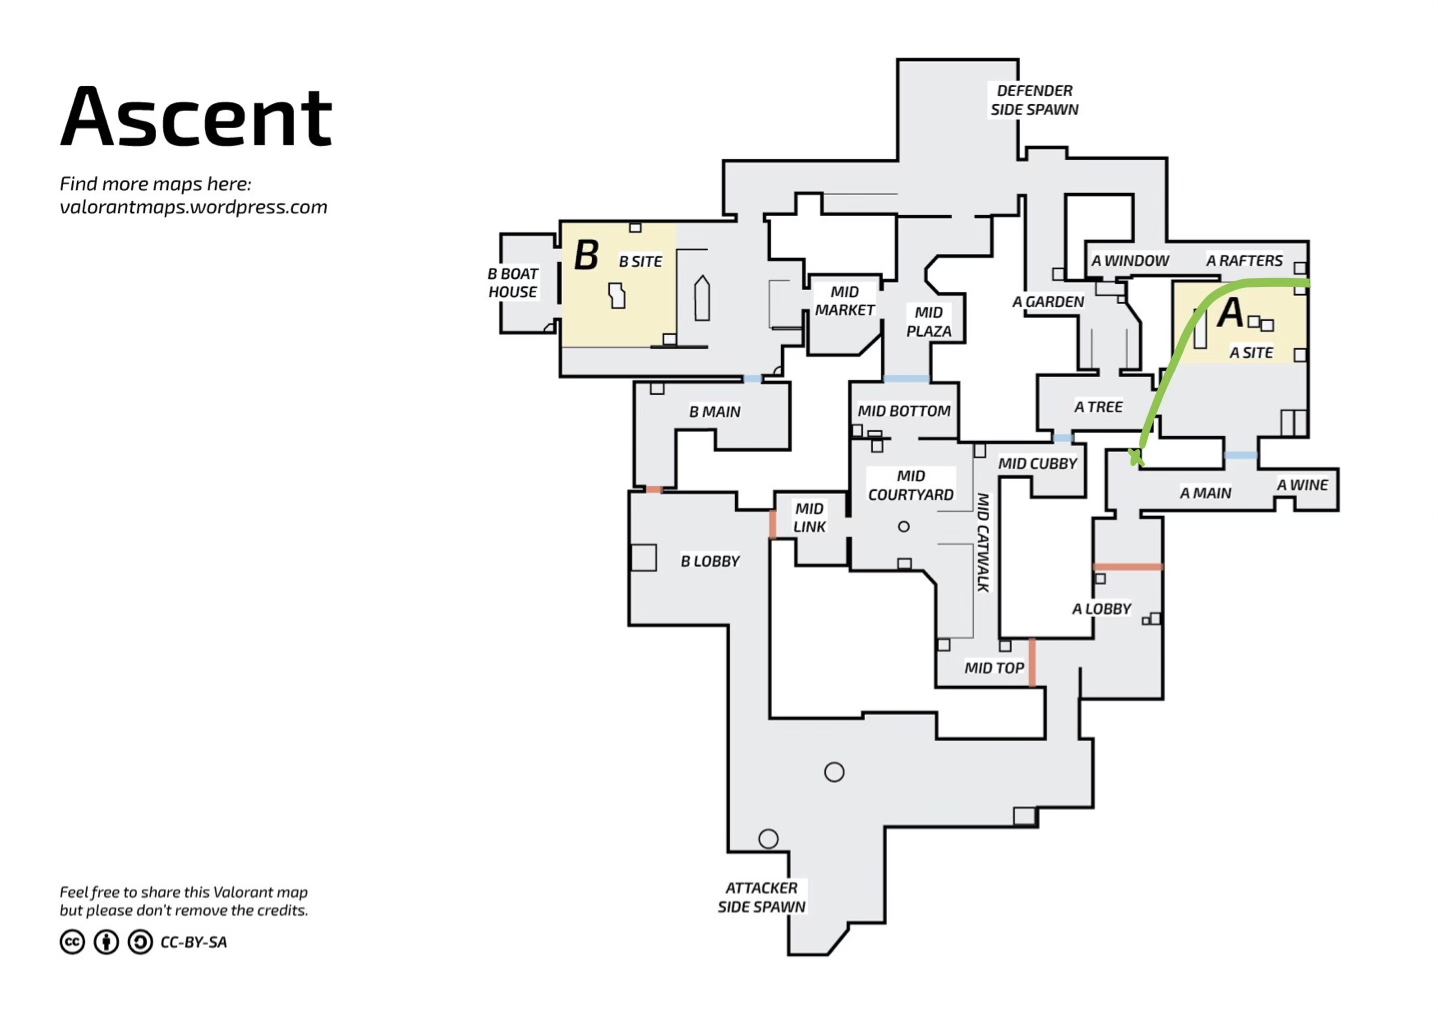 Ascent
Find more maps here:
valorantmaps.wordpress.com
DEFENDER
SIDE SPAWN
B
B SITE
B BOAT
HOUSE
MID
MARKET
MID
PLAZA
A WINDOW
A RAFTERS
A GARDEN
A
A SITE
B MAIN
MID BOTTOM
A TREE
MID CUBBY
MID
COURTYARD
MID CATWALK
A MAIN
A WINE
MID
LINK
B LOBBY
A LOBBY
MID TOP
ATTACKER
SIDE SPAWN
Feel free to share this Valorant map
but please don't remove the credits.
cc
CC-BY-SA